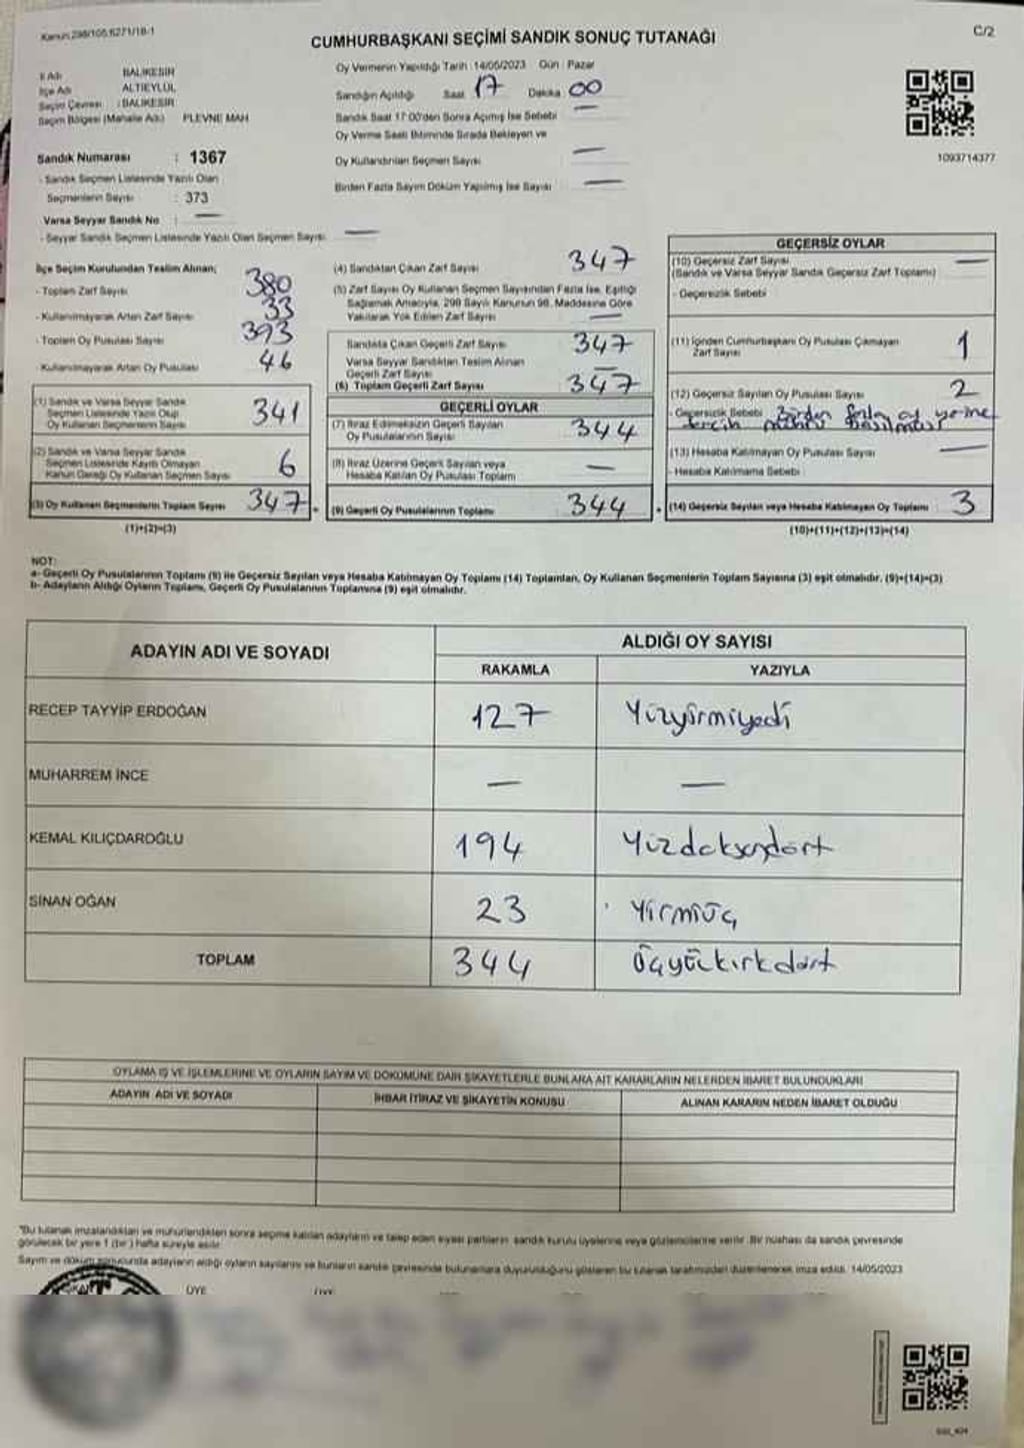 Kanun:298/105,6271/18-1
C/2
CUMHURBAŞKANI SEÇİMİ SANDIK SONUÇ TUTANAĞI
İl Adı BALIKESİR
İlçe Adı ALTIEYLÜL
Seçim Çevresi : BALIKESİR
Seçim Bölgesi (Mahalle Adı) PLEVNE MAH
Oy Vermenin Yapıldığı Tarih : 14/05/2023 Gün : Pazar
Sandığın Açıldığı Saat 17 Dakika 00
Sandık Saat 17:00'den Sonra Açılmış İse Sebebi —
Oy Verme Saati Bitiminde Sırada Bekleyen ve
Oy Kullandırılan Seçmen Sayısı —
Birden Fazla Sayım Döküm Yapılmış İse Sayısı —
1093714377
Sandık Numarası : 1367
- Sandık Seçmen Listesinde Yazılı Olan
Seçmenlerin Sayısı : 373
Varsa Seyyar Sandık No : —
- Seyyar Sandık Seçmen Listesinde Yazılı Olan Seçmen Sayısı —
İlçe Seçim Kurulundan Teslim Alınan;
- Toplam Zarf Sayısı 380
- Kullanılmayarak Artan Zarf Sayısı 33
- Toplam Oy Pusulası Sayısı 393
- Kullanılmayarak Artan Oy Pusulası 46
(1) Sandık ve Varsa Seyyar Sandık
Seçmen Listesinde Yazılı Olup
Oy Kullanan Seçmenlerin Sayısı 341
(2) Sandık ve Varsa Seyyar Sandık
Seçmen Listesinde Kayıtlı Olmayan
Kanun Gereği Oy Kullanan Seçmen Sayısı 6
(3) Oy Kullanan Seçmenlerin Toplam Sayısı 347
(1)+(2)=(3)
(4) Sandıktan Çıkan Zarf Sayısı 347
(5) Zarf Sayısı Oy Kullanan Seçmen Sayısından Fazla İse, Eşitliği
Sağlamak Amacıyla, 298 Sayılı Kanunun 98. Maddesine Göre
Yakılarak Yok Edilen Zarf Sayısı —
Sandıkta Çıkan Geçerli Zarf Sayısı 347
Varsa Seyyar Sandıktan Teslim Alınan
Geçerli Zarf Sayısı —
(6) Toplam Geçerli Zarf Sayısı 347
GEÇERLİ OYLAR
(7) İtiraz Edilmeksizin Geçerli Sayılan
Oy Pusulalarının Sayısı 344
(8) İtiraz Üzerine Geçerli Sayılan veya
Hesaba Katılan Oy Pusulası Toplamı —
(9) Geçerli Oy Pusulalarının Toplamı 344
GEÇERSİZ OYLAR
(10) Geçersiz Zarf Sayısı —
(Sandık ve Varsa Seyyar Sandık Geçersiz Zarf Toplamı)
- Geçersizlik Sebebi
(11) İçinden Cumhurbaşkanı Oy Pusulası Çıkmayan
Zarf Sayısı 1
(12) Geçersiz Sayılan Oy Pusulası Sayısı 2
- Geçersizlik Sebebi Birden fazla oy yerine
tercih mührü basılmıştır
(13) Hesaba Katılmayan Oy Pusulası Sayısı —
- Hesaba Katılmama Sebebi
(14) Geçersiz Sayılan veya Hesaba Katılmayan Oy Toplamı 3
(10)+(11)+(12)+(13)=(14)
NOT:
a- Geçerli Oy Pusulalarının Toplamı (9) ile Geçersiz Sayılan veya Hesaba Katılmayan Oy Toplamı (14) Toplamları, Oy Kullanan Seçmenlerin Toplam Sayısına (3) eşit olmalıdır. (9)+(14)=(3)
b- Adayların Aldığı Oyların Toplamı, Geçerli Oy Pusulalarının Toplamına (9) eşit olmalıdır.
ADAYIN ADI VE SOYADI ALDIĞI OY SAYISI
RAKAMLA YAZIYLA
RECEP TAYYİP ERDOĞAN 127 Yüzyirmiyedi
MUHARREM İNCE — —
KEMAL KILIÇDAROĞLU 194 Yüzdoksandört
SİNAN OĞAN 23 Yirmiüç
TOPLAM 344 Üçyüzkırkdört
OYLAMA İŞ VE İŞLEMLERİNE VE OYLARIN SAYIM VE DÖKÜMÜNE DAİR ŞİKAYETLERLE BUNLARA AİT KARARLARIN NELERDEN İBARET BULUNDUKLARI
ADAYIN ADI VE SOYADI İHBAR İTİRAZ VE ŞİKAYETİN KONUSU ALINAN KARARIN NEDEN İBARET OLDUĞU
*Bu tutanak imzalandıktan ve mühürlendikten sonra seçime katılan adayların ve talep eden siyasi partilerin sandık kurulu üyelerine veya gözlemcilerine verilir. Bir nüshası da sandık çevresinde
görülecek bir yere 1 (bir) hafta süreyle asılır.
Sayım ve döküm sonucunda adayların aldığı oyların sayılarını ve bunların sandık çevresinde bulunanlara duyurulduğunu gösteren bu tutanak tarafımızdan düzenlenerek imza edildi. 14/05/2023
ÜYE